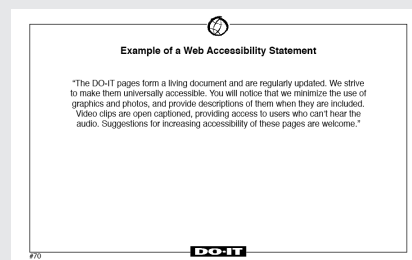 Example of a Web Accessibility Statement
"The DO-IT pages form a living document and are regularly updated. We strive
to make them universally accessible. You will notice that we minimize the use of
graphics and photos, and provide descriptions of them when they are included.
Video clips are open captioned, providing access to users who can't hear the
audio. Suggestions for increasing accessibility of these pages are welcome."
DO-IT
#70